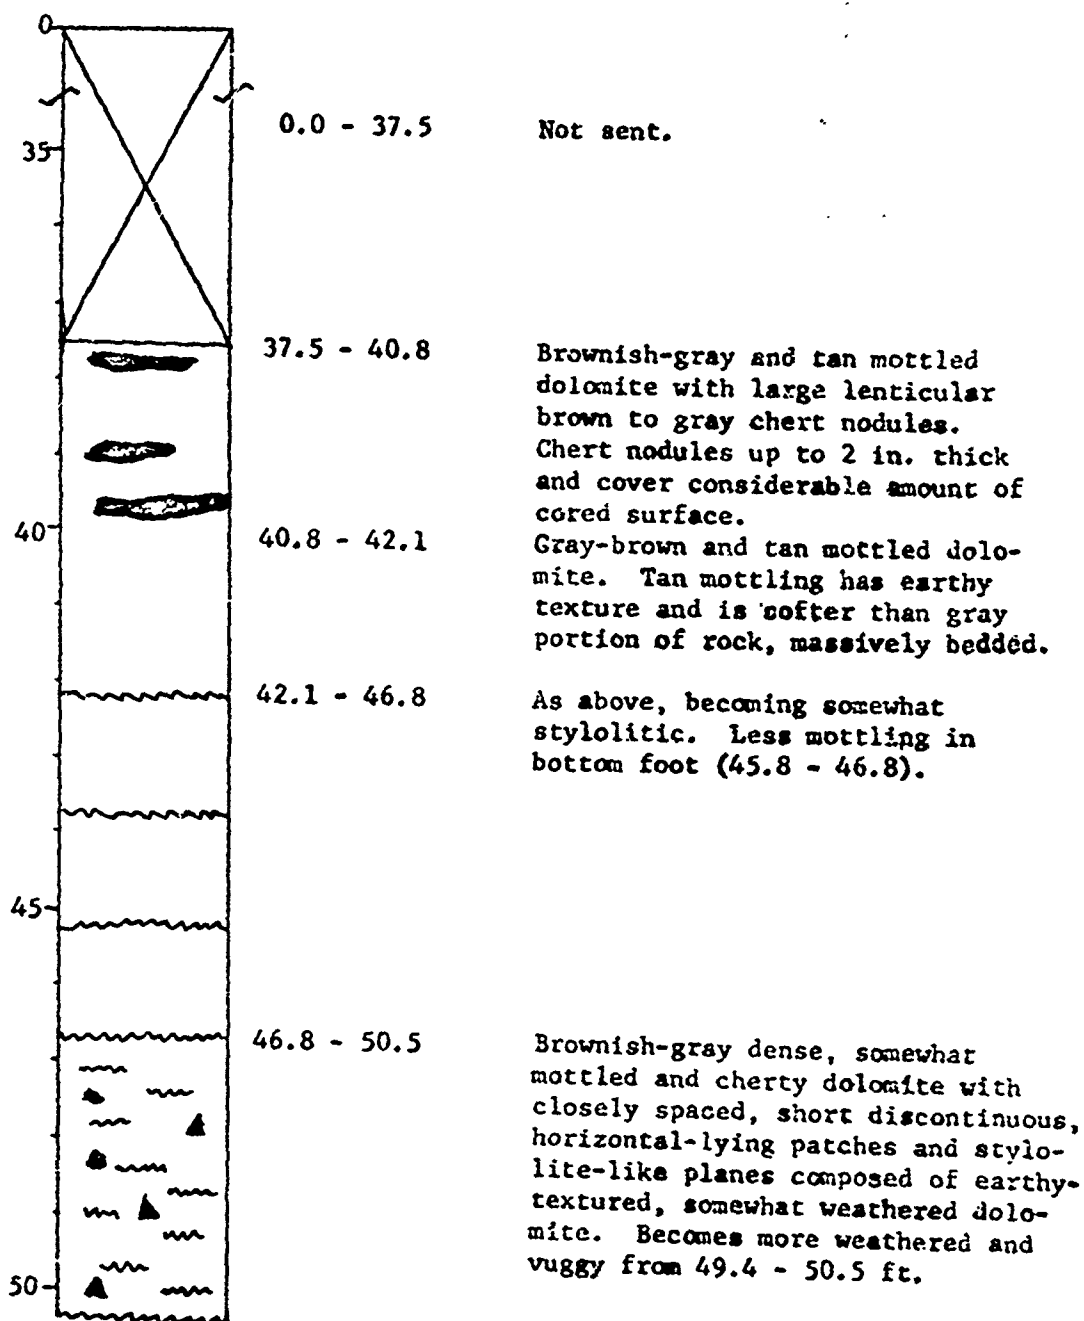 0
0.0 - 37.5 Not sent.
35
37.5 - 40.8 Brownish-gray and tan mottled
dolomite with large lenticular
brown to gray chert nodules.
Chert nodules up to 2 in. thick
and cover considerable amount of
cored surface.
40
40.8 - 42.1 Gray-brown and tan mottled dolo-
mite. Tan mottling has earthy
texture and is softer than gray
portion of rock, massively bedded.
42.1 - 46.8 As above, becoming somewhat
stylolitic. Less mottling in
bottom foot (45.8 - 46.8).
45
46.8 - 50.5 Brownish-gray dense, somewhat
mottled and cherty dolomite with
closely spaced, short discontinuous,
horizontal-lying patches and stylo-
lite-like planes composed of earthy-
textured, somewhat weathered dolo-
mite. Becomes more weathered and
vuggy from 49.4 - 50.5 ft.
50